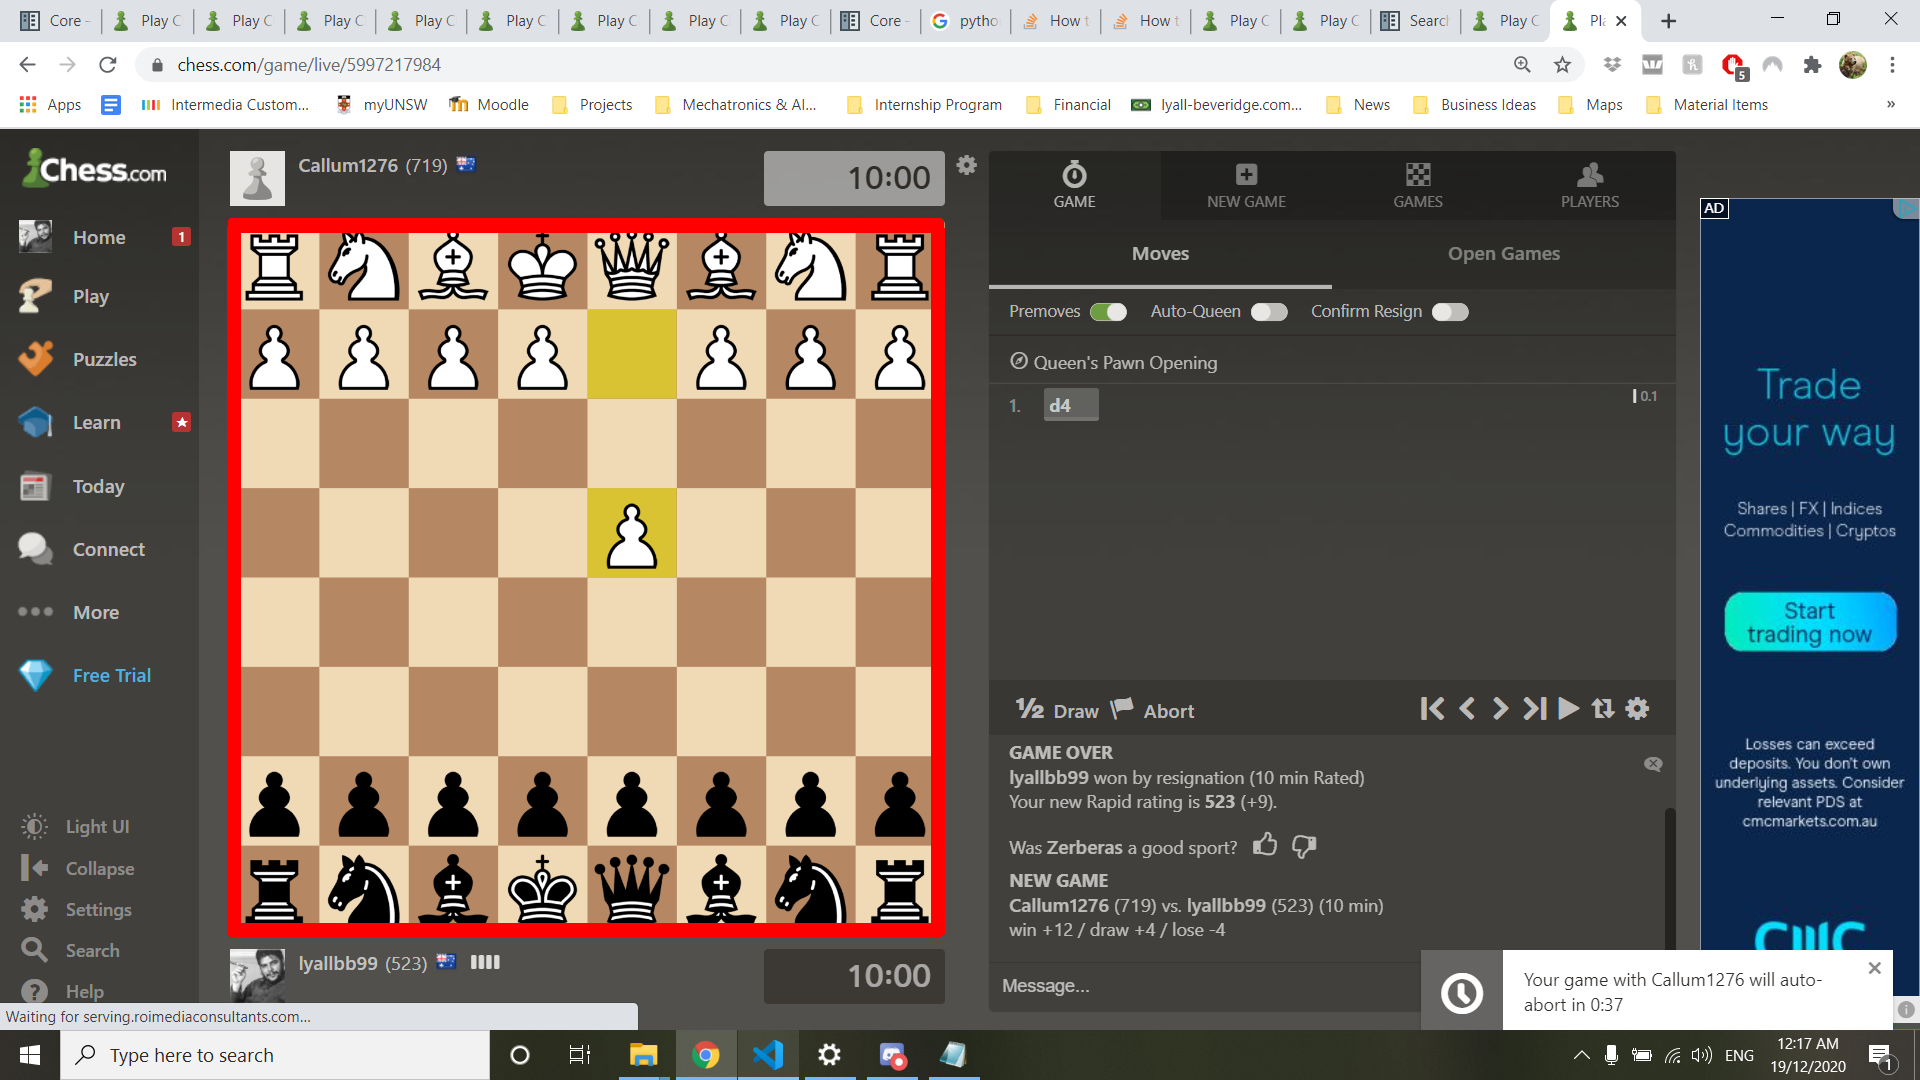 Core -
Play C
Play C
Play C
Play C
Play C
Play C
Play C
Play C
Core -
pytho
How t
How t
Play C
Play C
Search
Play C
Pla
chess.com/game/live/5997217984
5
Apps
Intermedia Custom...
myUNSW
Moodle
Projects
Mechatronics & AI...
Internship Program
Financial
lyall-beveridge.com...
News
Business Ideas
Maps
Material Items
»
Chess.com
Home
1
Play
Puzzles
Learn
Today
Connect
More
Free Trial
Light UI
Collapse
Settings
Search
Help
Callum1276 (719)
10:00
lyallbb99 (523)
10:00
GAME
NEW GAME
GAMES
PLAYERS
Moves
Open Games
Premoves
Auto-Queen
Confirm Resign
Queen's Pawn Opening
1. d4
0.1
½ Draw
Abort
GAME OVER
lyallbb99 won by resignation (10 min Rated)
Your new Rapid rating is 523 (+9).
Was Zerberas a good sport?
NEW GAME
Callum1276 (719) vs. lyallbb99 (523) (10 min)
win +12 / draw +4 / lose -4
Message...
AD
Trade
your way
Shares | FX | Indices
Commodities | Cryptos
Start
trading now
Losses can exceed
deposits. You don't own
underlying assets. Consider
relevant PDS at
cmcmarkets.com.au
CMC
Your game with Callum1276 will auto-
abort in 0:37
Waiting for serving.roimediaconsultants.com...
Type here to search
ENG
12:17 AM
19/12/2020
1